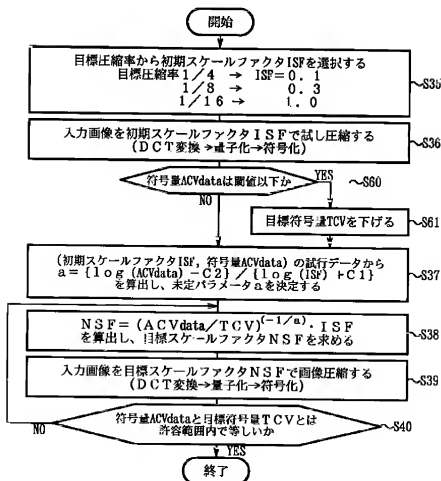 開始
目標圧縮率から初期スケールファクタISFを選択する
目標圧縮率1/4 → ISF=0.1
1/8 → 0.3
1/16 → 1.0
S35
入力画像を初期スケールファクタISFで試し圧縮する
(DCT変換→量子化→符号化)
S36
符号量ACVdataは閾値以下か
YES
S60
NO
目標符号量TCVを下げる
S61
(初期スケールファクタISF, 符号量ACVdata) の試行データから
a={log(ACVdata)-C2}/{log(ISF)+C1}
を算出し、未定パラメータaを決定する
S37
NSF=(ACVdata/TCV)(-1/a)・ISF
を算出し、目標スケールファクタNSFを求める
S38
入力画像を目標スケールファクタNSFで画像圧縮する
(DCT変換→量子化→符号化)
S39
符号量ACVdataと目標符号量TCVとは
許容範囲内で等しいか
S40
NO
YES
終了